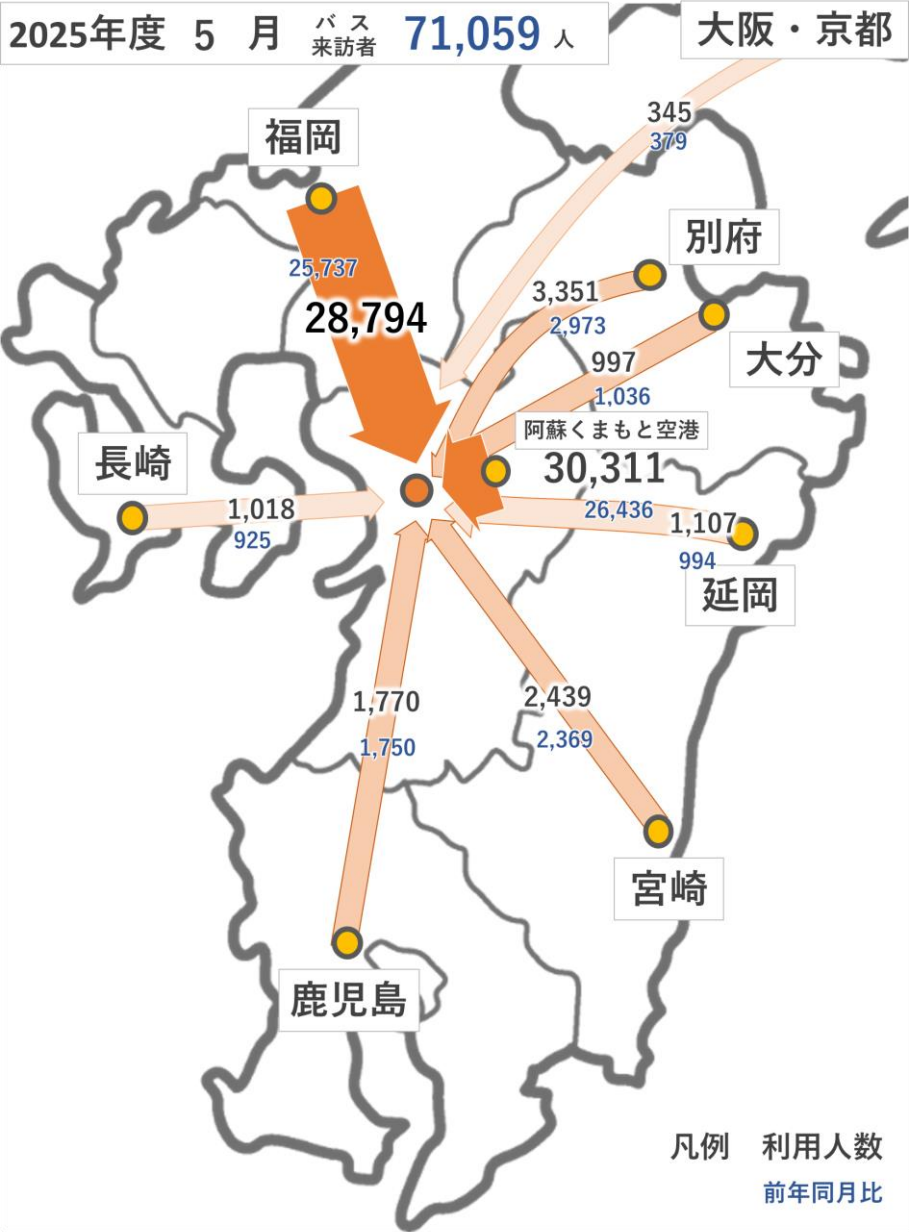 2025年度 5 月 バス来訪者 71,059 人
大阪・京都
345
379
福岡
25,737
28,794
別府
3,351
2,973
大分
997
1,036
阿蘇くまもと空港
30,311
26,436
長崎
1,018
925
1,107
994
延岡
1,770
1,750
2,439
2,369
宮崎
鹿児島
凡例 利用人数
前年同月比